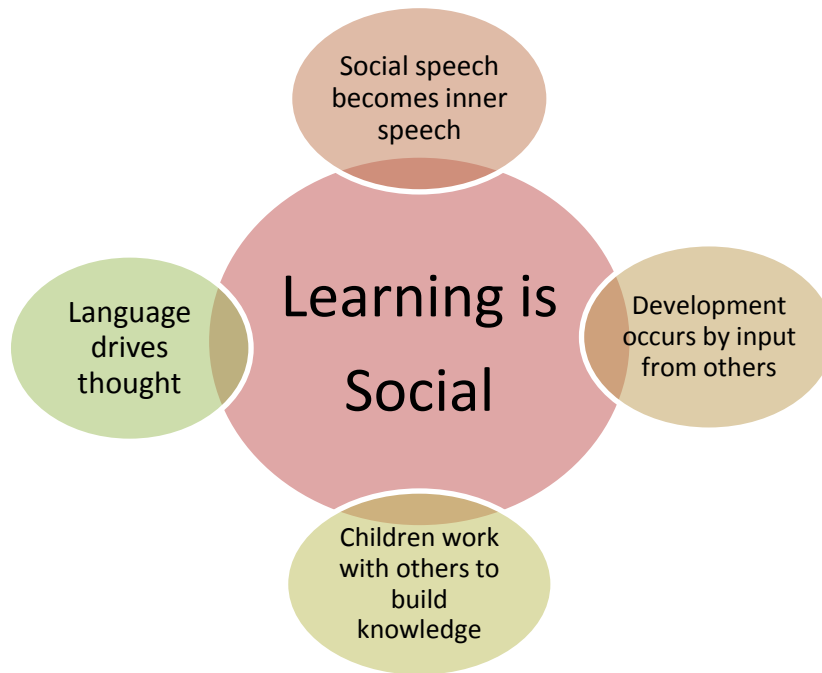 Social speech
becomes inner
speech
Learning is
Social
Language
drives
thought
Development
occurs by input
from others
Children work
with others to
build
knowledge